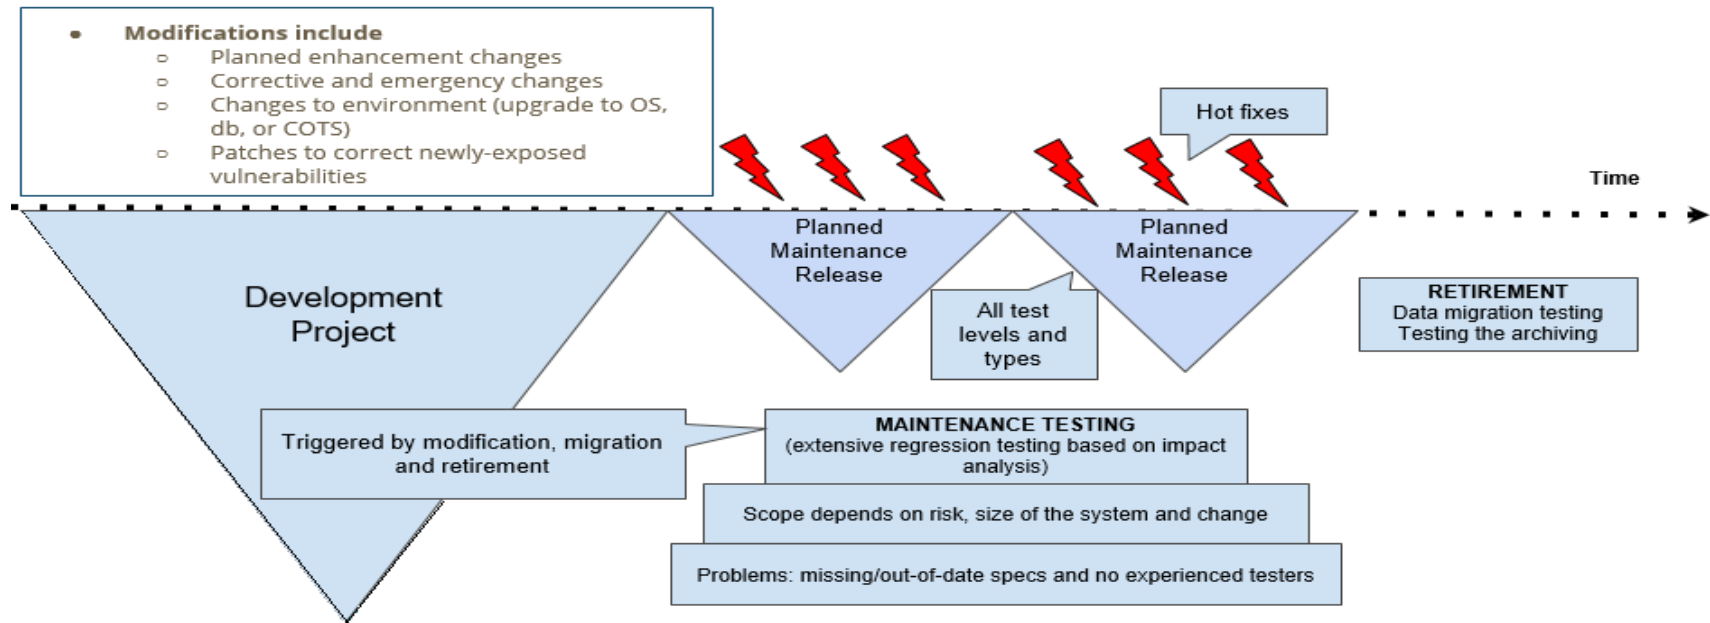 • Modifications include
○ Planned enhancement changes
○ Corrective and emergency changes
○ Changes to environment (upgrade to OS,
db, or COTS)
○ Patches to correct newly-exposed
vulnerabilities
Hot fixes
Time
Development
Project
Planned
Maintenance
Release
Planned
Maintenance
Release
All test
levels and
types
RETIREMENT
Data migration testing
Testing the archiving
Triggered by modification, migration
and retirement
MAINTENANCE TESTING
(extensive regression testing based on impact
analysis)
Scope depends on risk, size of the system and change
Problems: missing/out-of-date specs and no experienced testers